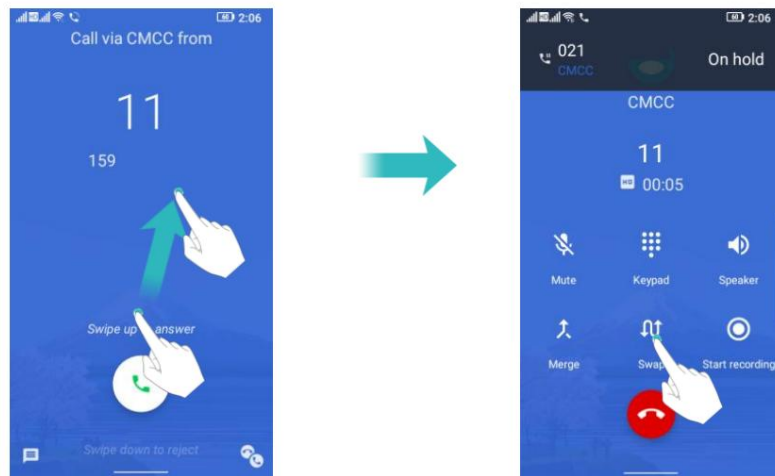 2:06
Call via CMCC from
11
159
Swipe up answer
Swipe down to reject
2:06
021
CMCC
On hold
CMCC
11
HD 00:05
Mute Keypad Speaker
Merge Swap Start recording